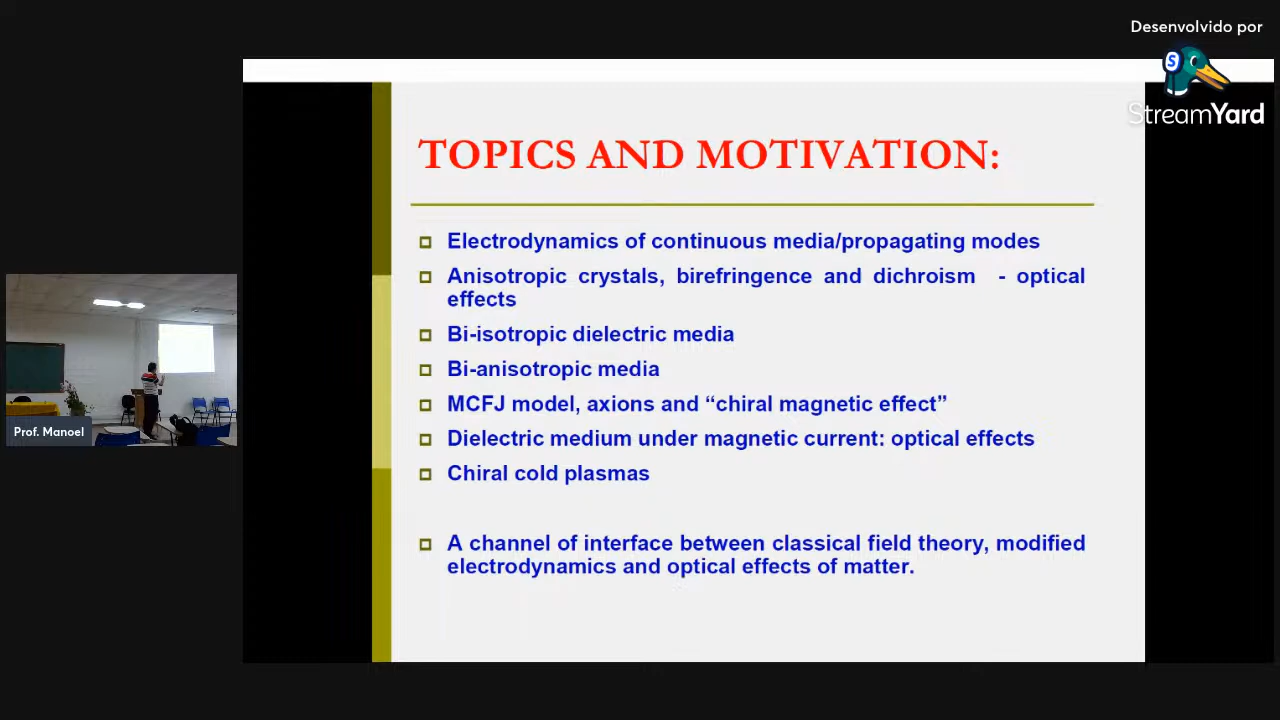 Desenvolvido por
StreamYard
TOPICS AND MOTIVATION:
Electrodynamics of continuous media/propagating modes
Anisotropic crystals, birefringence and dichroism - optical
effects
Bi-isotropic dielectric media
Bi-anisotropic media
MCFJ model, axions and “chiral magnetic effect”
Dielectric medium under magnetic current: optical effects
Chiral cold plasmas
A channel of interface between classical field theory, modified
electrodynamics and optical effects of matter.
Prof. Manoel